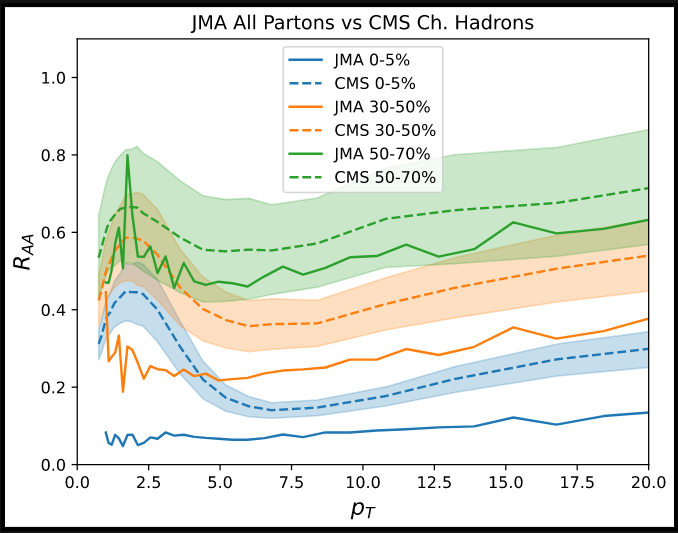 JMA All Partons vs CMS Ch. Hadrons
JMA 0-5%
CMS 0-5%
JMA 30-50%
CMS 30-50%
JMA 50-70%
CMS 50-70%
R_AA
1.0
0.8
0.6
0.4
0.2
0.0
0.0 2.5 5.0 7.5 10.0 12.5 15.0 17.5 20.0
p_T